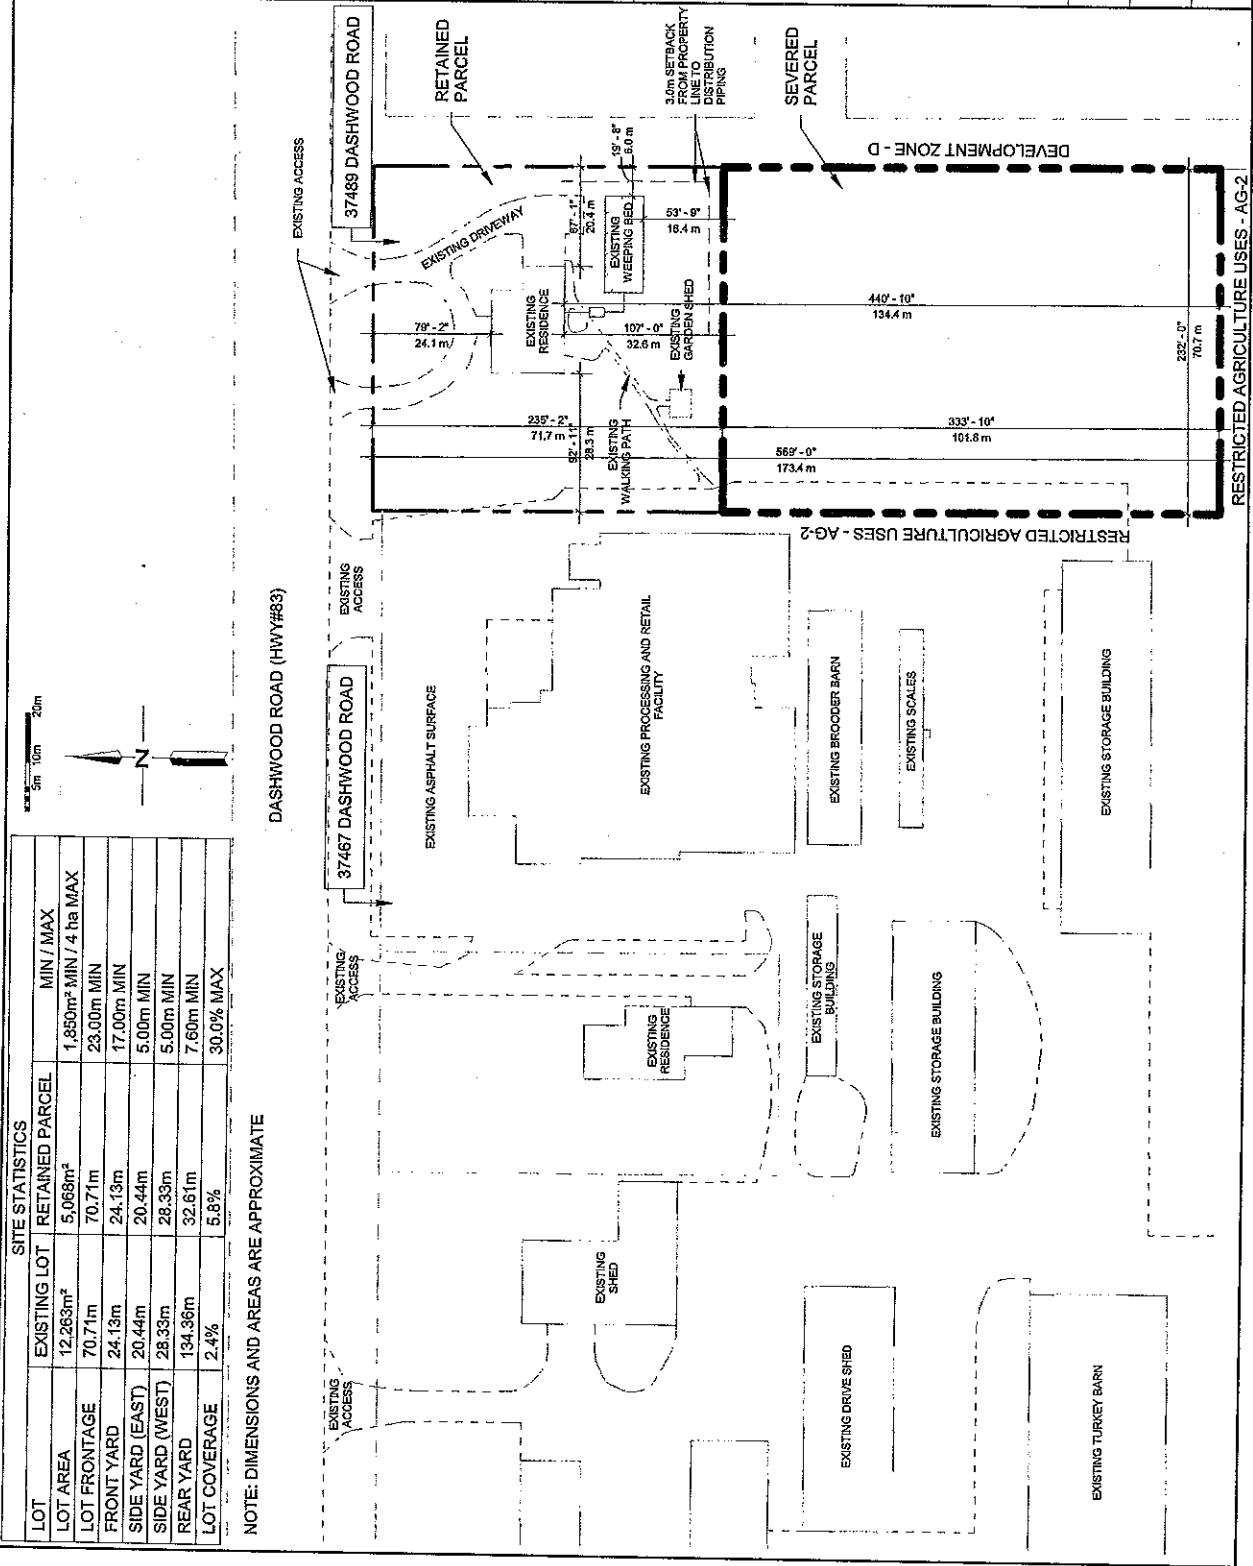 SITE STATISTICS
LOT EXISTING LOT RETAINED PARCEL MIN / MAX
LOT AREA 12,263m² 5,068m² 1,850m² MIN / 4 ha MAX
LOT FRONTAGE 70.71m 70.71m 23.00m MIN
FRONT YARD 24.13m 24.13m 17.00m MIN
SIDE YARD (EAST) 20.44m 20.44m 5.00m MIN
SIDE YARD (WEST) 28.33m 28.33m 5.00m MIN
REAR YARD 134.36m 32.61m 7.60m MIN
LOT COVERAGE 2.4% 5.8% 30.0% MAX
NOTE: DIMENSIONS AND AREAS ARE APPROXIMATE
5m 10m 20m
N
DASHWOOD ROAD (HWY#83)
EXISTING ACCESS
37489 DASHWOOD ROAD
RETAINED
PARCEL
EXISTING
ACCESS
EXISTING
ACCESS
EXISTING
ACCESS
37467 DASHWOOD ROAD
EXISTING ASPHALT SURFACE
EXISTING DRIVEWAY
79' - 2"
24.1 m
EXISTING
RESIDENCE
67' - 1"
20.4 m
EXISTING
WEEPING BED
19' - 8"
6.0 m
3.0m SETBACK
FROM PROPERTY
LINE TO
DISTRIBUTION
PIPING
53' - 9"
16.4 m
107' - 0"
32.6 m
EXISTING
GARDEN SHED
235' - 2"
71.7 m
92' - 11"
28.3 m
EXISTING
WALKING PATH
SEVERED
PARCEL
DEVELOPMENT ZONE - D
440' - 10"
134.4 m
333' - 10"
101.8 m
569' - 0"
173.4 m
232' - 0"
70.7 m
RESTRICTED AGRICULTURE USES - AG-2
RESTRICTED AGRICULTURE USES - AG-2
EXISTING PROCESSING AND RETAIL
FACILITY
EXISTING BROODER BARN
EXISTING SCALES
EXISTING STORAGE BUILDING
EXISTING
RESIDENCE
EXISTING STORAGE
BUILDING
EXISTING STORAGE BUILDING
EXISTING
SHED
EXISTING DRIVE SHED
EXISTING TURKEY BARN